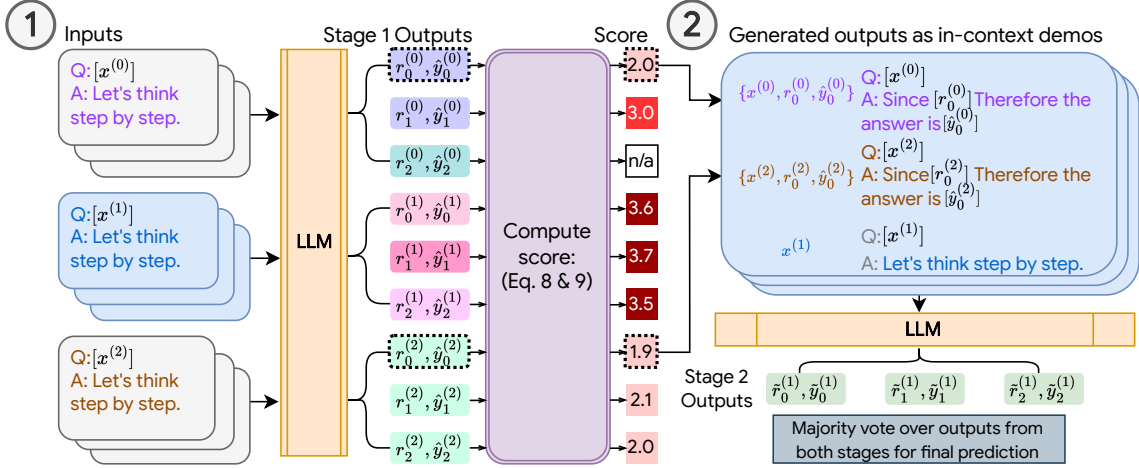 1
Inputs
Q:[x^(0)]
A: Let's think
step by step.
Q:[x^(1)]
A: Let's think
step by step.
Q:[x^(2)]
A: Let's think
step by step.
LLM
Stage 1 Outputs
r_0^(0), ŷ_0^(0)
r_1^(0), ŷ_1^(0)
r_2^(0), ŷ_2^(0)
r_0^(1), ŷ_0^(1)
r_1^(1), ŷ_1^(1)
r_2^(1), ŷ_2^(1)
r_0^(2), ŷ_0^(2)
r_1^(2), ŷ_1^(2)
r_2^(2), ŷ_2^(2)
Compute
score:
(Eq. 8 & 9)
Score
2.0
3.0
n/a
3.6
3.7
3.5
1.9
2.1
2.0
2
Generated outputs as in-context demos
{x^(0), r_0^(0), ŷ_0^(0)}
Q:[x^(0)]
A: Since [r_0^(0)] Therefore the
answer is [ŷ_0^(0)]
{x^(2), r_0^(2), ŷ_0^(2)}
Q:[x^(2)]
A: Since [r_0^(2)] Therefore the
answer is [ŷ_0^(2)]
x^(1)
Q:[x^(1)]
A: Let's think step by step.
LLM
Stage 2
Outputs
r̃_0^(1), ỹ_0^(1)
r̃_1^(1), ỹ_1^(1)
r̃_2^(1), ỹ_2^(1)
Majority vote over outputs from
both stages for final prediction